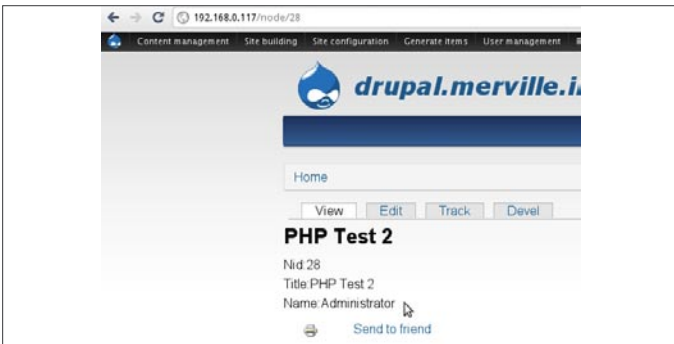 192.168.0.117/node/28
Content management Site building Site configuration Generate items User management
drupal.merville.i
Home
View Edit Track Devel
PHP Test 2
Nid:28
Title:PHP Test 2
Name:Administrator
Send to friend